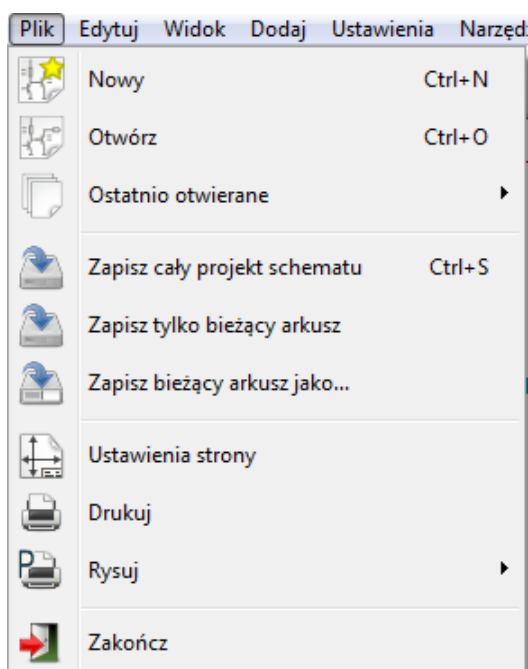 Plik Edytuj Widok Dodaj Ustawienia
Nowy Ctrl+N
Otwórz Ctrl+O
Ostatnio otwierane
Zapisz cały projekt schematu Ctrl+S
Zapisz tylko bieżący arkusz
Zapisz bieżący arkusz jako...
Ustawienia strony
Drukuj
Rysuj
Zakończ